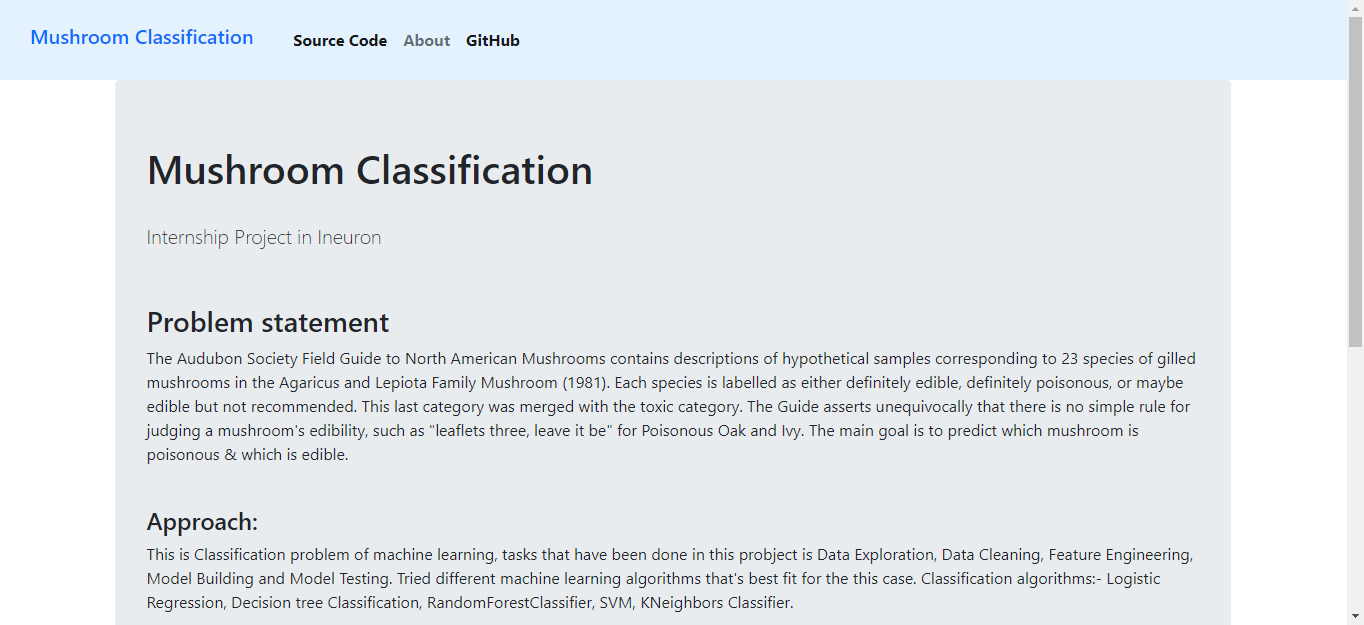 Mushroom Classification Source Code About GitHub
Mushroom Classification
Internship Project in Ineuron
Problem statement
The Audubon Society Field Guide to North American Mushrooms contains descriptions of hypothetical samples corresponding to 23 species of gilled
mushrooms in the Agaricus and Lepiota Family Mushroom (1981). Each species is labelled as either definitely edible, definitely poisonous, or maybe
edible but not recommended. This last category was merged with the toxic category. The Guide asserts unequivocally that there is no simple rule for
judging a mushroom's edibility, such as "leaflets three, leave it be" for Poisonous Oak and Ivy. The main goal is to predict which mushroom is
poisonous & which is edible.
Approach:
This is Classification problem of machine learning, tasks that have been done in this probject is Data Exploration, Data Cleaning, Feature Engineering,
Model Building and Model Testing. Tried different machine learning algorithms that's best fit for the this case. Classification algorithms:- Logistic
Regression, Decision tree Classification, RandomForestClassifier, SVM, KNeighbors Classifier.